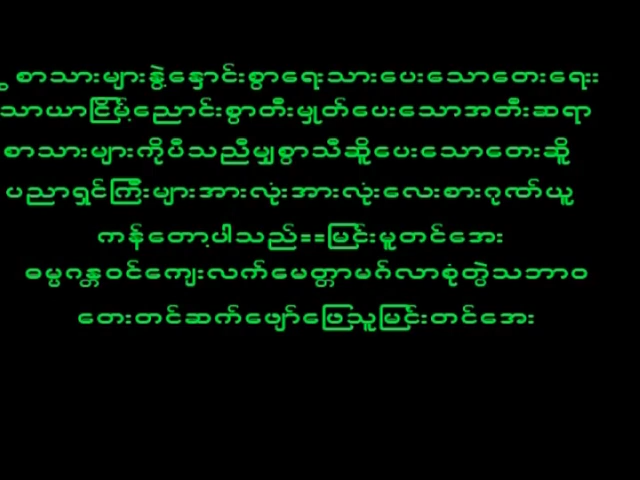 စာသားများနွဲ့နှောင်းစွာရေးသားပေးသောတေးရေး
သာယာငြိမ့်ညောင်းစွာတီးမှုတ်ပေးသောအတီးဆရာ
စာသားများကိုပီသညီမျှစွာသီဆိူပေးသောတေးဆိူ
ပညာရှင်ကြီးများအားလုံးအားလုံးလေးစားဂုဏ်ယူ
ကန်တော့ပါသည်==မြင်းမူတင်အေး
ဓမ္ပဂန္တဝင်ကျေးလက်မေတ္တာမဂ်လာစုံတွဲသဘာဝ
တေးတင်ဆက်ဖျော်ဖြေသူမြင်းတင်အေး